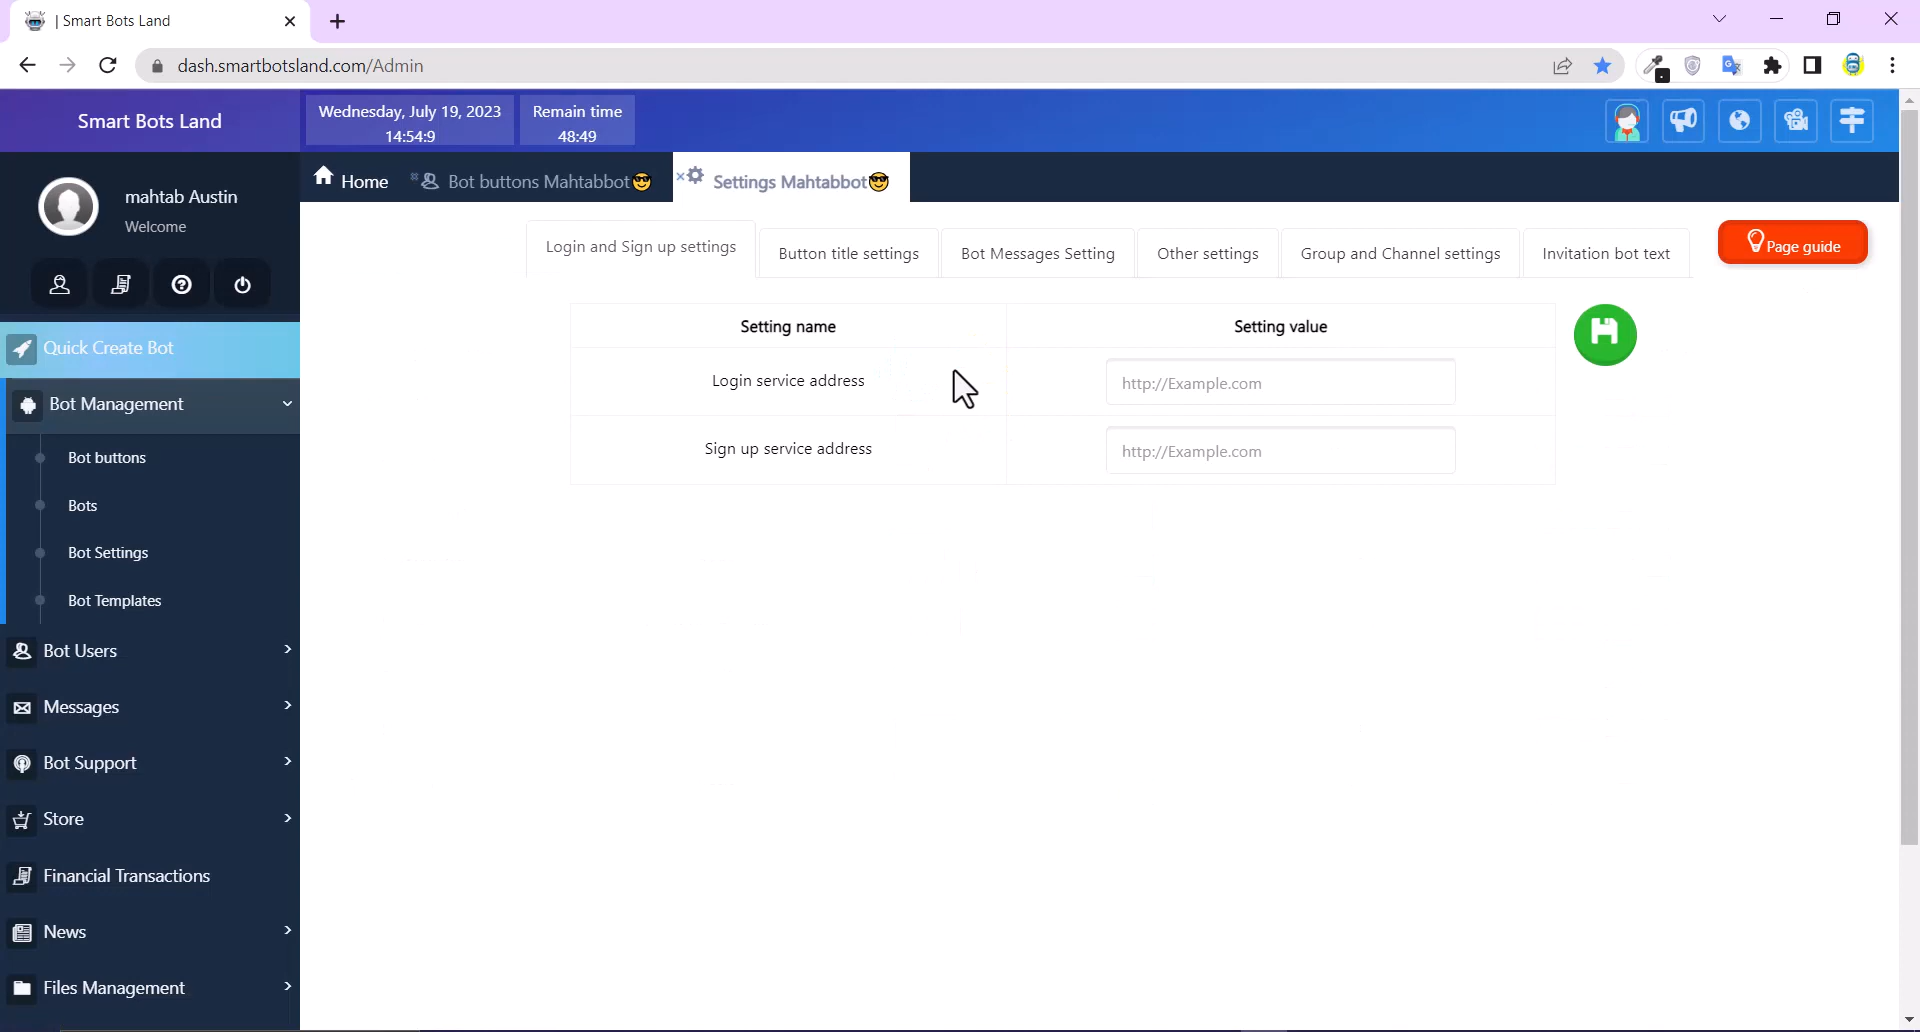 | Smart Bots Land
dash.smartbotsland.com/Admin
Smart Bots Land
Wednesday, July 19, 2023
14:54:9
Remain time
48:49
mahtab Austin
Welcome
Home
Bot buttons Mahtabbot😎
Settings Mahtabbot😎
Login and Sign up settings
Button title settings
Bot Messages Setting
Other settings
Group and Channel settings
Invitation bot text
Page guide
Setting name
Setting value
Login service address
http://Example.com
Sign up service address
http://Example.com
Quick Create Bot
Bot Management
Bot buttons
Bots
Bot Settings
Bot Templates
Bot Users
Messages
Bot Support
Store
Financial Transactions
News
Files Management